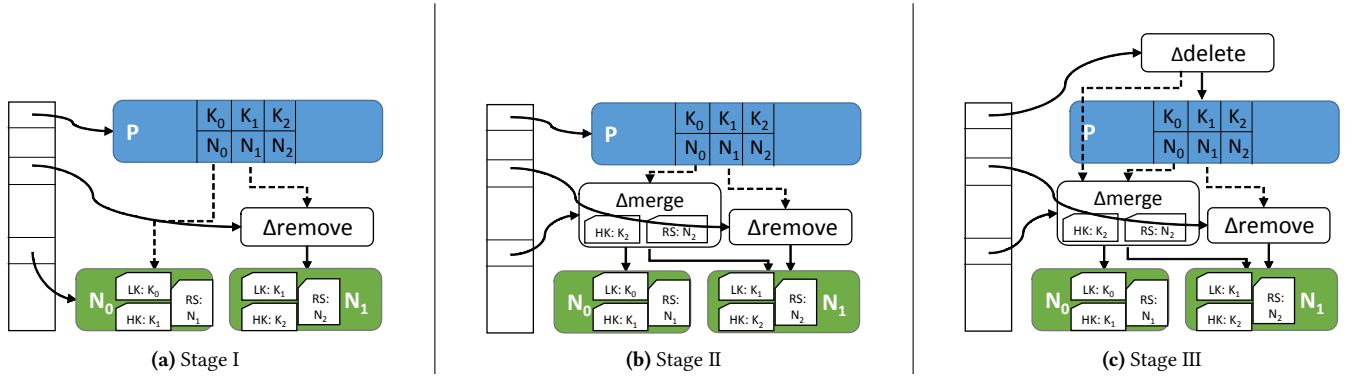 P
K₀ K₁ K₂
N₀ N₁ N₂
Δremove
N₀
LK: K₀
HK: K₁
RS:
N₁
LK: K₁
HK: K₂
RS:
N₂
N₁
(a) Stage I
P
K₀ K₁ K₂
N₀ N₁ N₂
Δmerge
HK: K₂
RS: N₂
Δremove
N₀
LK: K₀
HK: K₁
RS:
N₁
LK: K₁
HK: K₂
RS:
N₂
N₁
(b) Stage II
Δdelete
P
K₀ K₁ K₂
N₀ N₁ N₂
Δmerge
HK: K₂
RS: N₂
Δremove
N₀
LK: K₀
HK: K₁
RS:
N₁
LK: K₁
HK: K₂
RS:
N₂
N₁
(c) Stage III